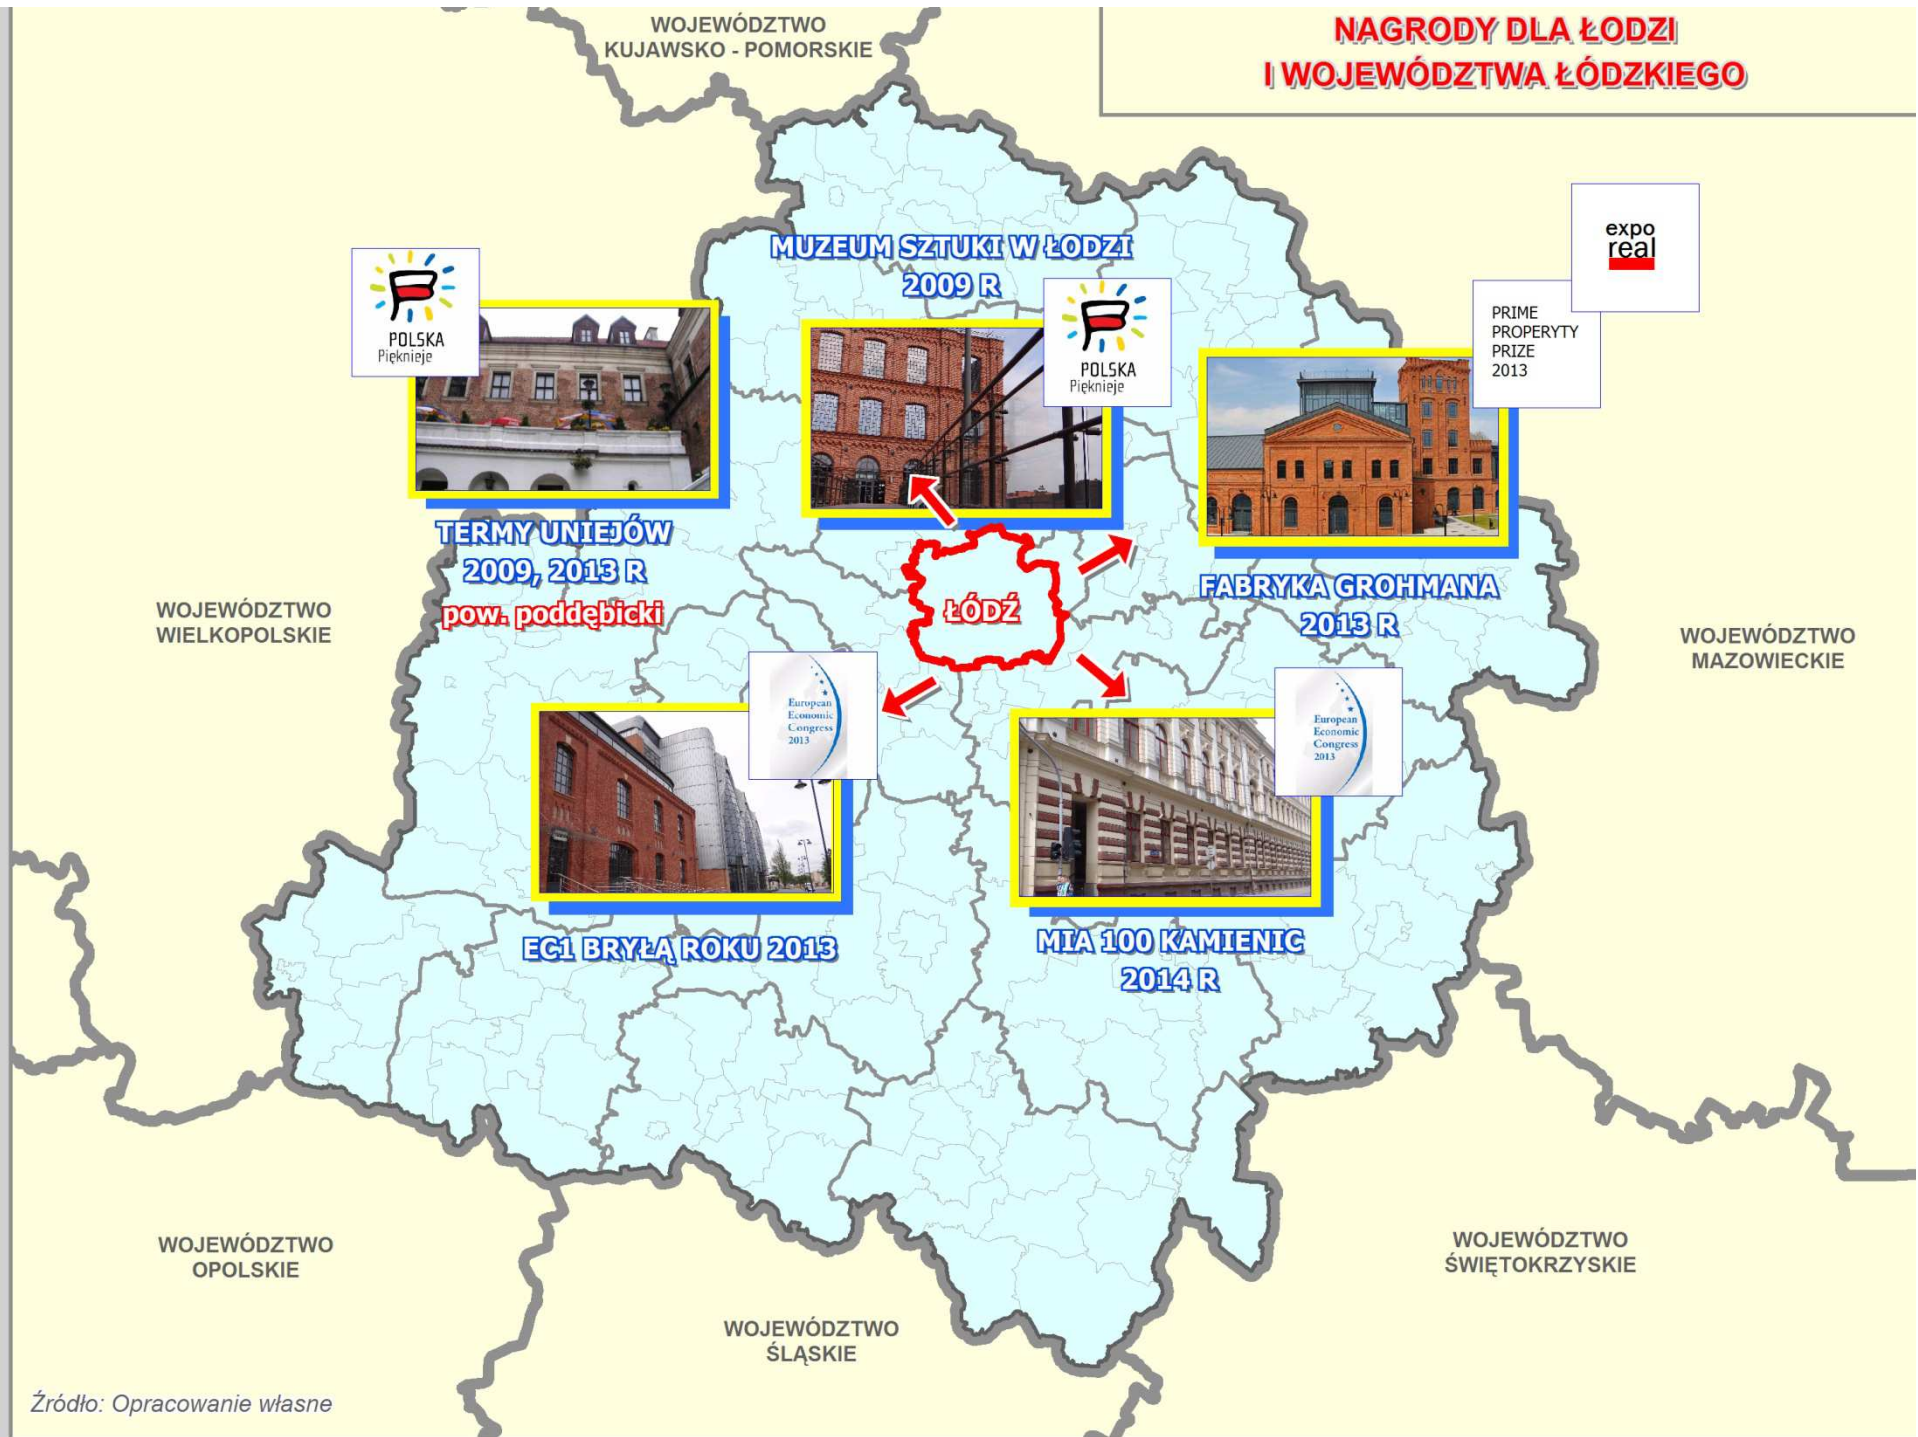 WOJEWÓDZTWO
KUJAWSKO - POMORSKIE
NAGRODY DLA ŁODZI
I WOJEWÓDZTWA ŁÓDZKIEGO
expo
real
MUZEUM SZTUKI W ŁODZI
2009 R
POLSKA
Pięknieje
POLSKA
Pięknieje
PRIME
PROPERYTY
PRIZE
2013
TERMY UNIEJÓW
2009, 2013 R
pow. poddębicki
FABRYKA GROHMANA
2013 R
ŁÓDŹ
WOJEWÓDZTWO
WIELKOPOLSKIE
WOJEWÓDZTWO
MAZOWIECKIE
European
Economic
Congress
2013
European
Economic
Congress
2013
EC1 BRYŁĄ ROKU 2013
MIA 100 KAMIENIC
2014 R
WOJEWÓDZTWO
OPOLSKIE
WOJEWÓDZTWO
ŚWIĘTOKRZYSKIE
WOJEWÓDZTWO
ŚLĄSKIE
Źródło: Opracowanie własne